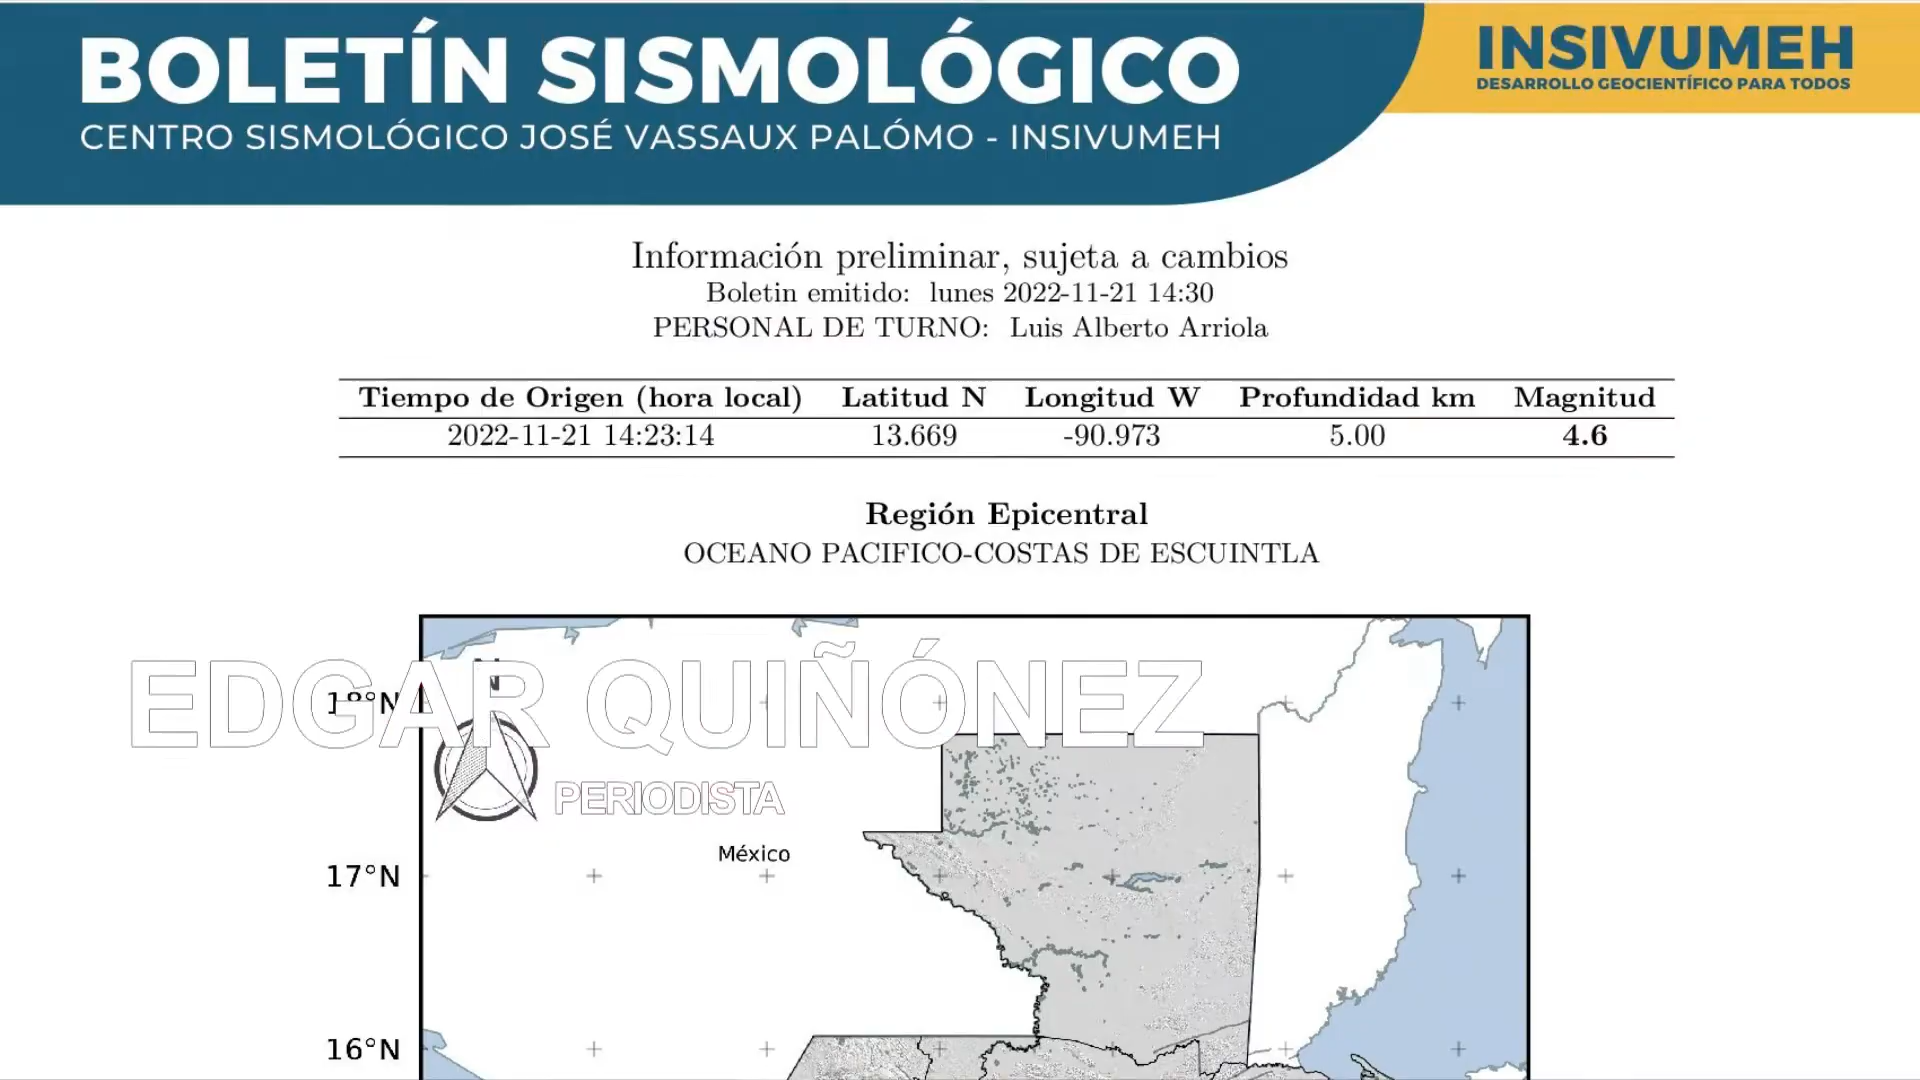 BOLETÍN SISMOLÓGICO
CENTRO SISMOLÓGICO JOSÉ VASSAUX PALÓMO - INSIVUMEH
INSIVUMEH
DESARROLLO GEOCIENTÍFICO PARA TODOS
Información preliminar, sujeta a cambios
Boletin emitido: lunes 2022-11-21 14:30
PERSONAL DE TURNO: Luis Alberto Arriola
Tiempo de Origen (hora local) Latitud N Longitud W Profundidad km Magnitud
2022-11-21 14:23:14 13.669 -90.973 5.00 4.6
Región Epicentral
OCEANO PACIFICO-COSTAS DE ESCUINTLA
N
18°N
EDGAR QUIÑÓNEZ
PERIODISTA
México
17°N
16°N